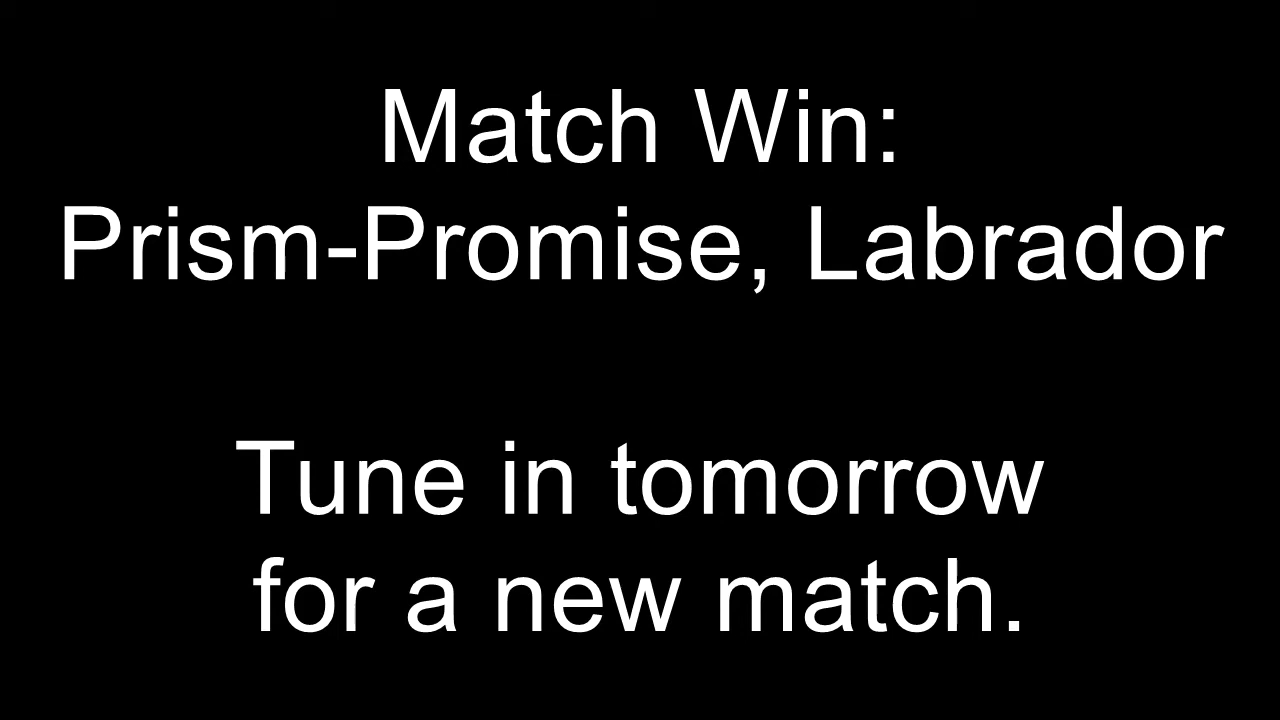 Match Win:
Prism-Promise, Labrador
Tune in tomorrow
for a new match.